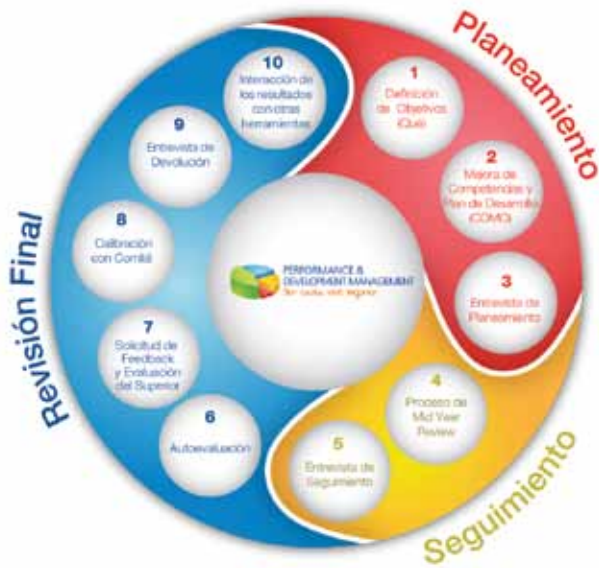 Planeamiento
1
Definición
de Objetivos
(Qué)
2
Mejora de
Competencias y
Plan de Desarrollo
(COMO)
3
Entrevista de
Planeamiento
Seguimiento
4
Proceso de
Mid Year
Review
5
Entrevista de
Seguimiento
Revisión Final
6
Autoevaluación
7
Solicitud de
Feedback
y Evaluación
del Superior
8
Calibración
con Comité
9
Entrevista de
Devolución
10
Interacción de
los resultados
con otras
herramientas
PERFORMANCE &
DEVELOPMENT MANAGEMENT